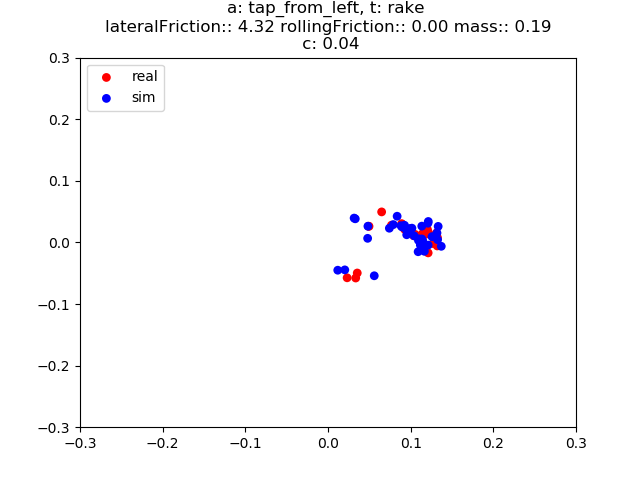 a: tap_from_left, t: rake
lateralFriction:: 4.32 rollingFriction:: 0.00 mass:: 0.19
c: 0.04
real
sim
0.3
0.2
0.1
0.0
−0.1
−0.2
−0.3
−0.3 −0.2 −0.1 0.0 0.1 0.2 0.3